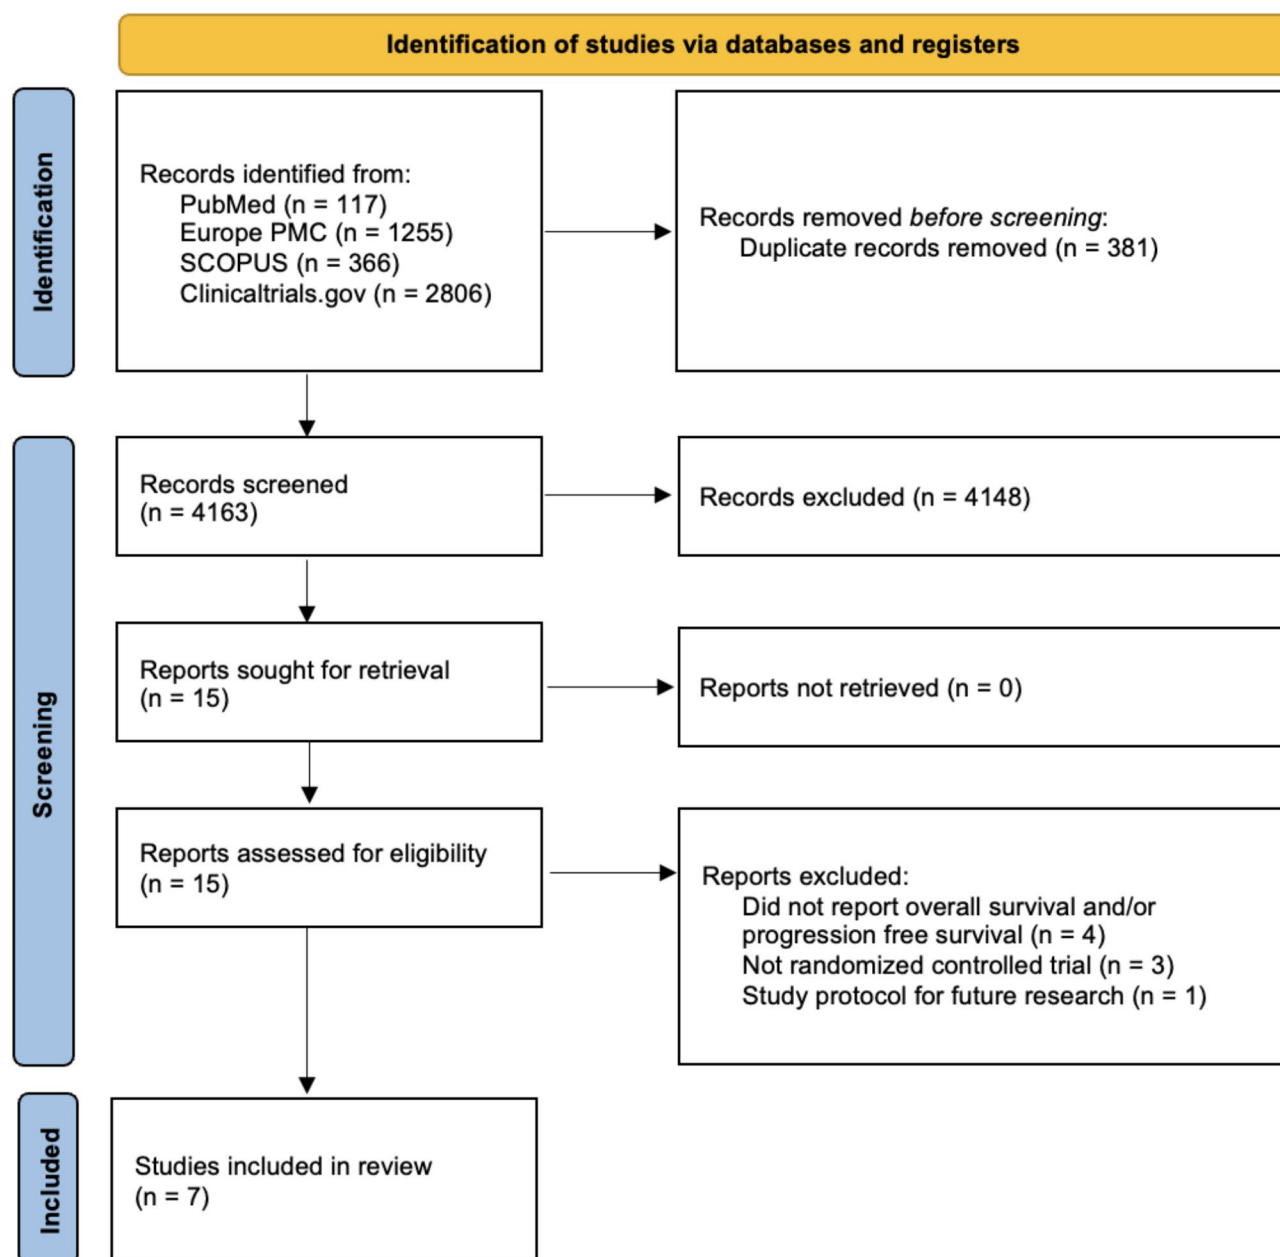 Identification of studies via databases and registers
Identification
Records identified from:
PubMed (n = 117)
Europe PMC (n = 1255)
SCOPUS (n = 366)
Clinicaltrials.gov (n = 2806)
Records removed before screening:
Duplicate records removed (n = 381)
Screening
Records screened
(n = 4163)
Records excluded (n = 4148)
Reports sought for retrieval
(n = 15)
Reports not retrieved (n = 0)
Reports assessed for eligibility
(n = 15)
Reports excluded:
Did not report overall survival and/or
progression free survival (n = 4)
Not randomized controlled trial (n = 3)
Study protocol for future research (n = 1)
Included
Studies included in review
(n = 7)